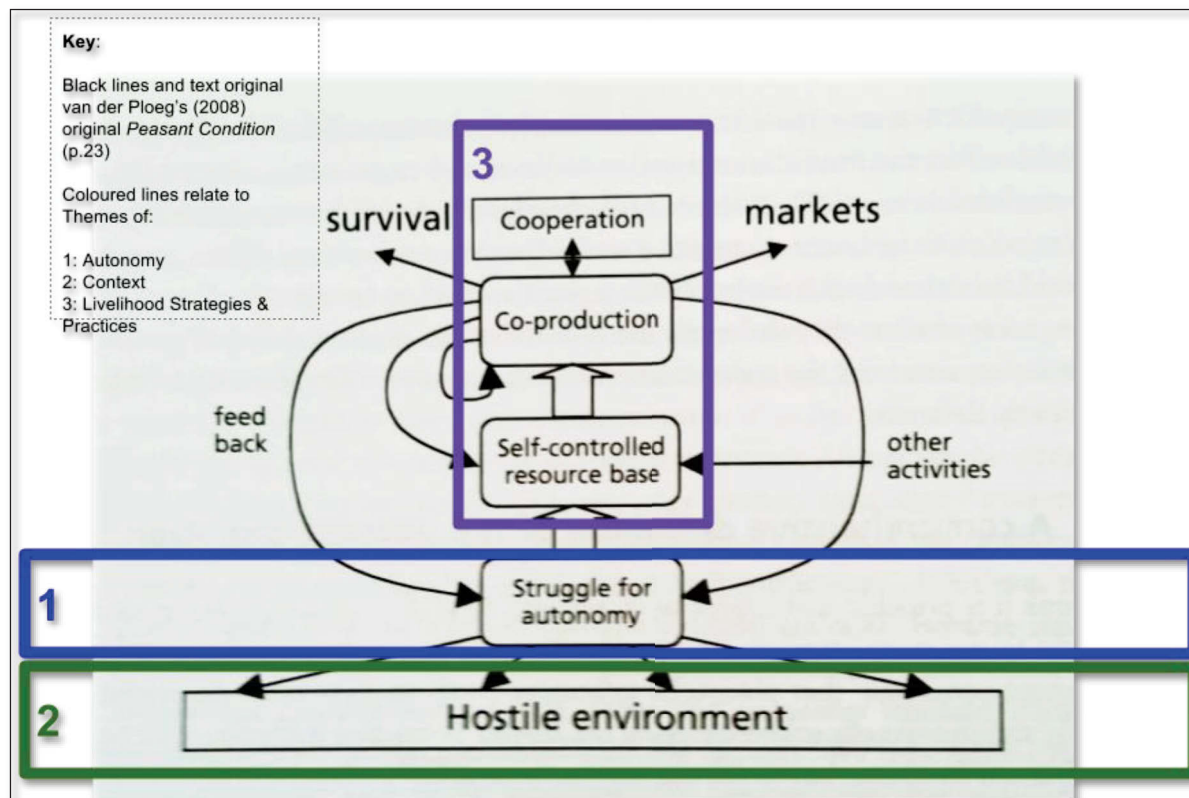 Key:
Black lines and text original
van der Ploeg's (2008)
original Peasant Condition
(p.23)
Coloured lines relate to
Themes of:
1: Autonomy
2: Context
3: Livelihood Strategies &
Practices
3
survival
Cooperation
markets
Co-production
feed
back
Self-controlled
resource base
other
activities
1
Struggle for
autonomy
2
Hostile environment